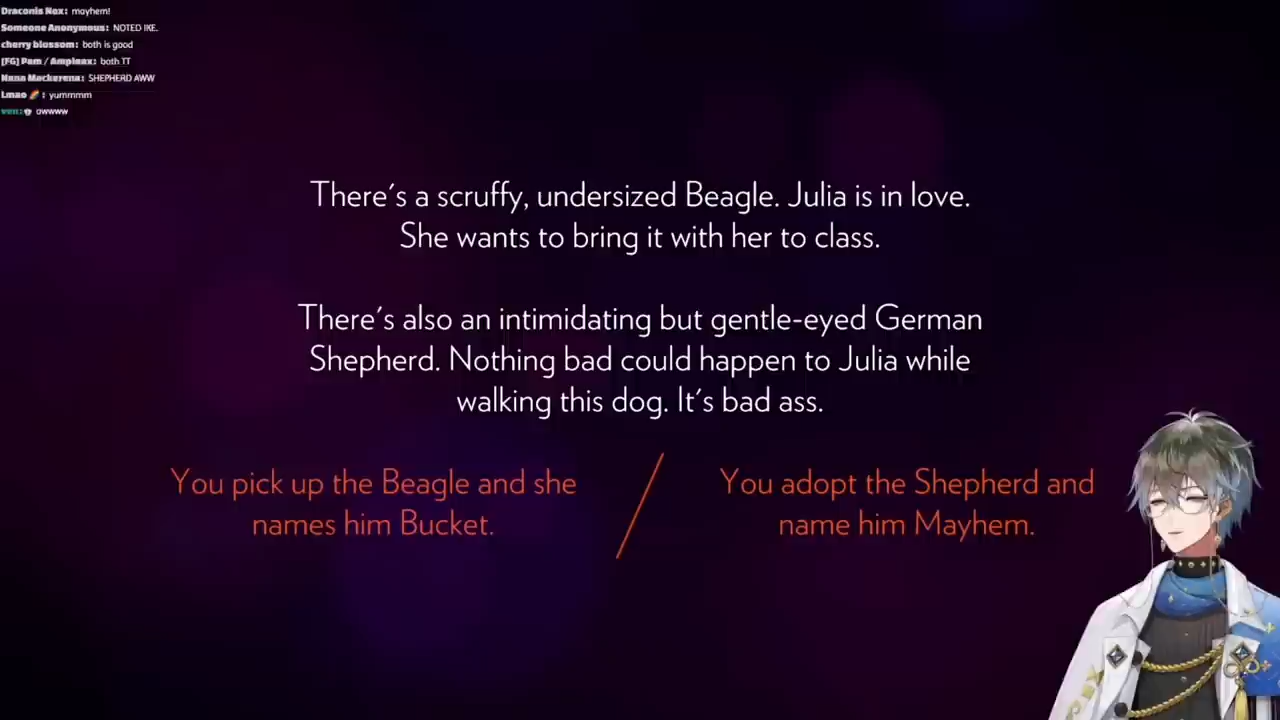 Draconis Nox: mayhem!
Someone Anonymous: NOTED IKE.
cherry blossom: both is good
[FG] Pam / Ampleax: both TT
Nana Mackerena: SHEPHERD AWW
Lmao 🌈: yummmm
owwww
There's a scruffy, undersized Beagle. Julia is in love.
She wants to bring it with her to class.
There's also an intimidating but gentle-eyed German
Shepherd. Nothing bad could happen to Julia while
walking this dog. It's bad ass.
You pick up the Beagle and she
names him Bucket.
You adopt the Shepherd and
name him Mayhem.